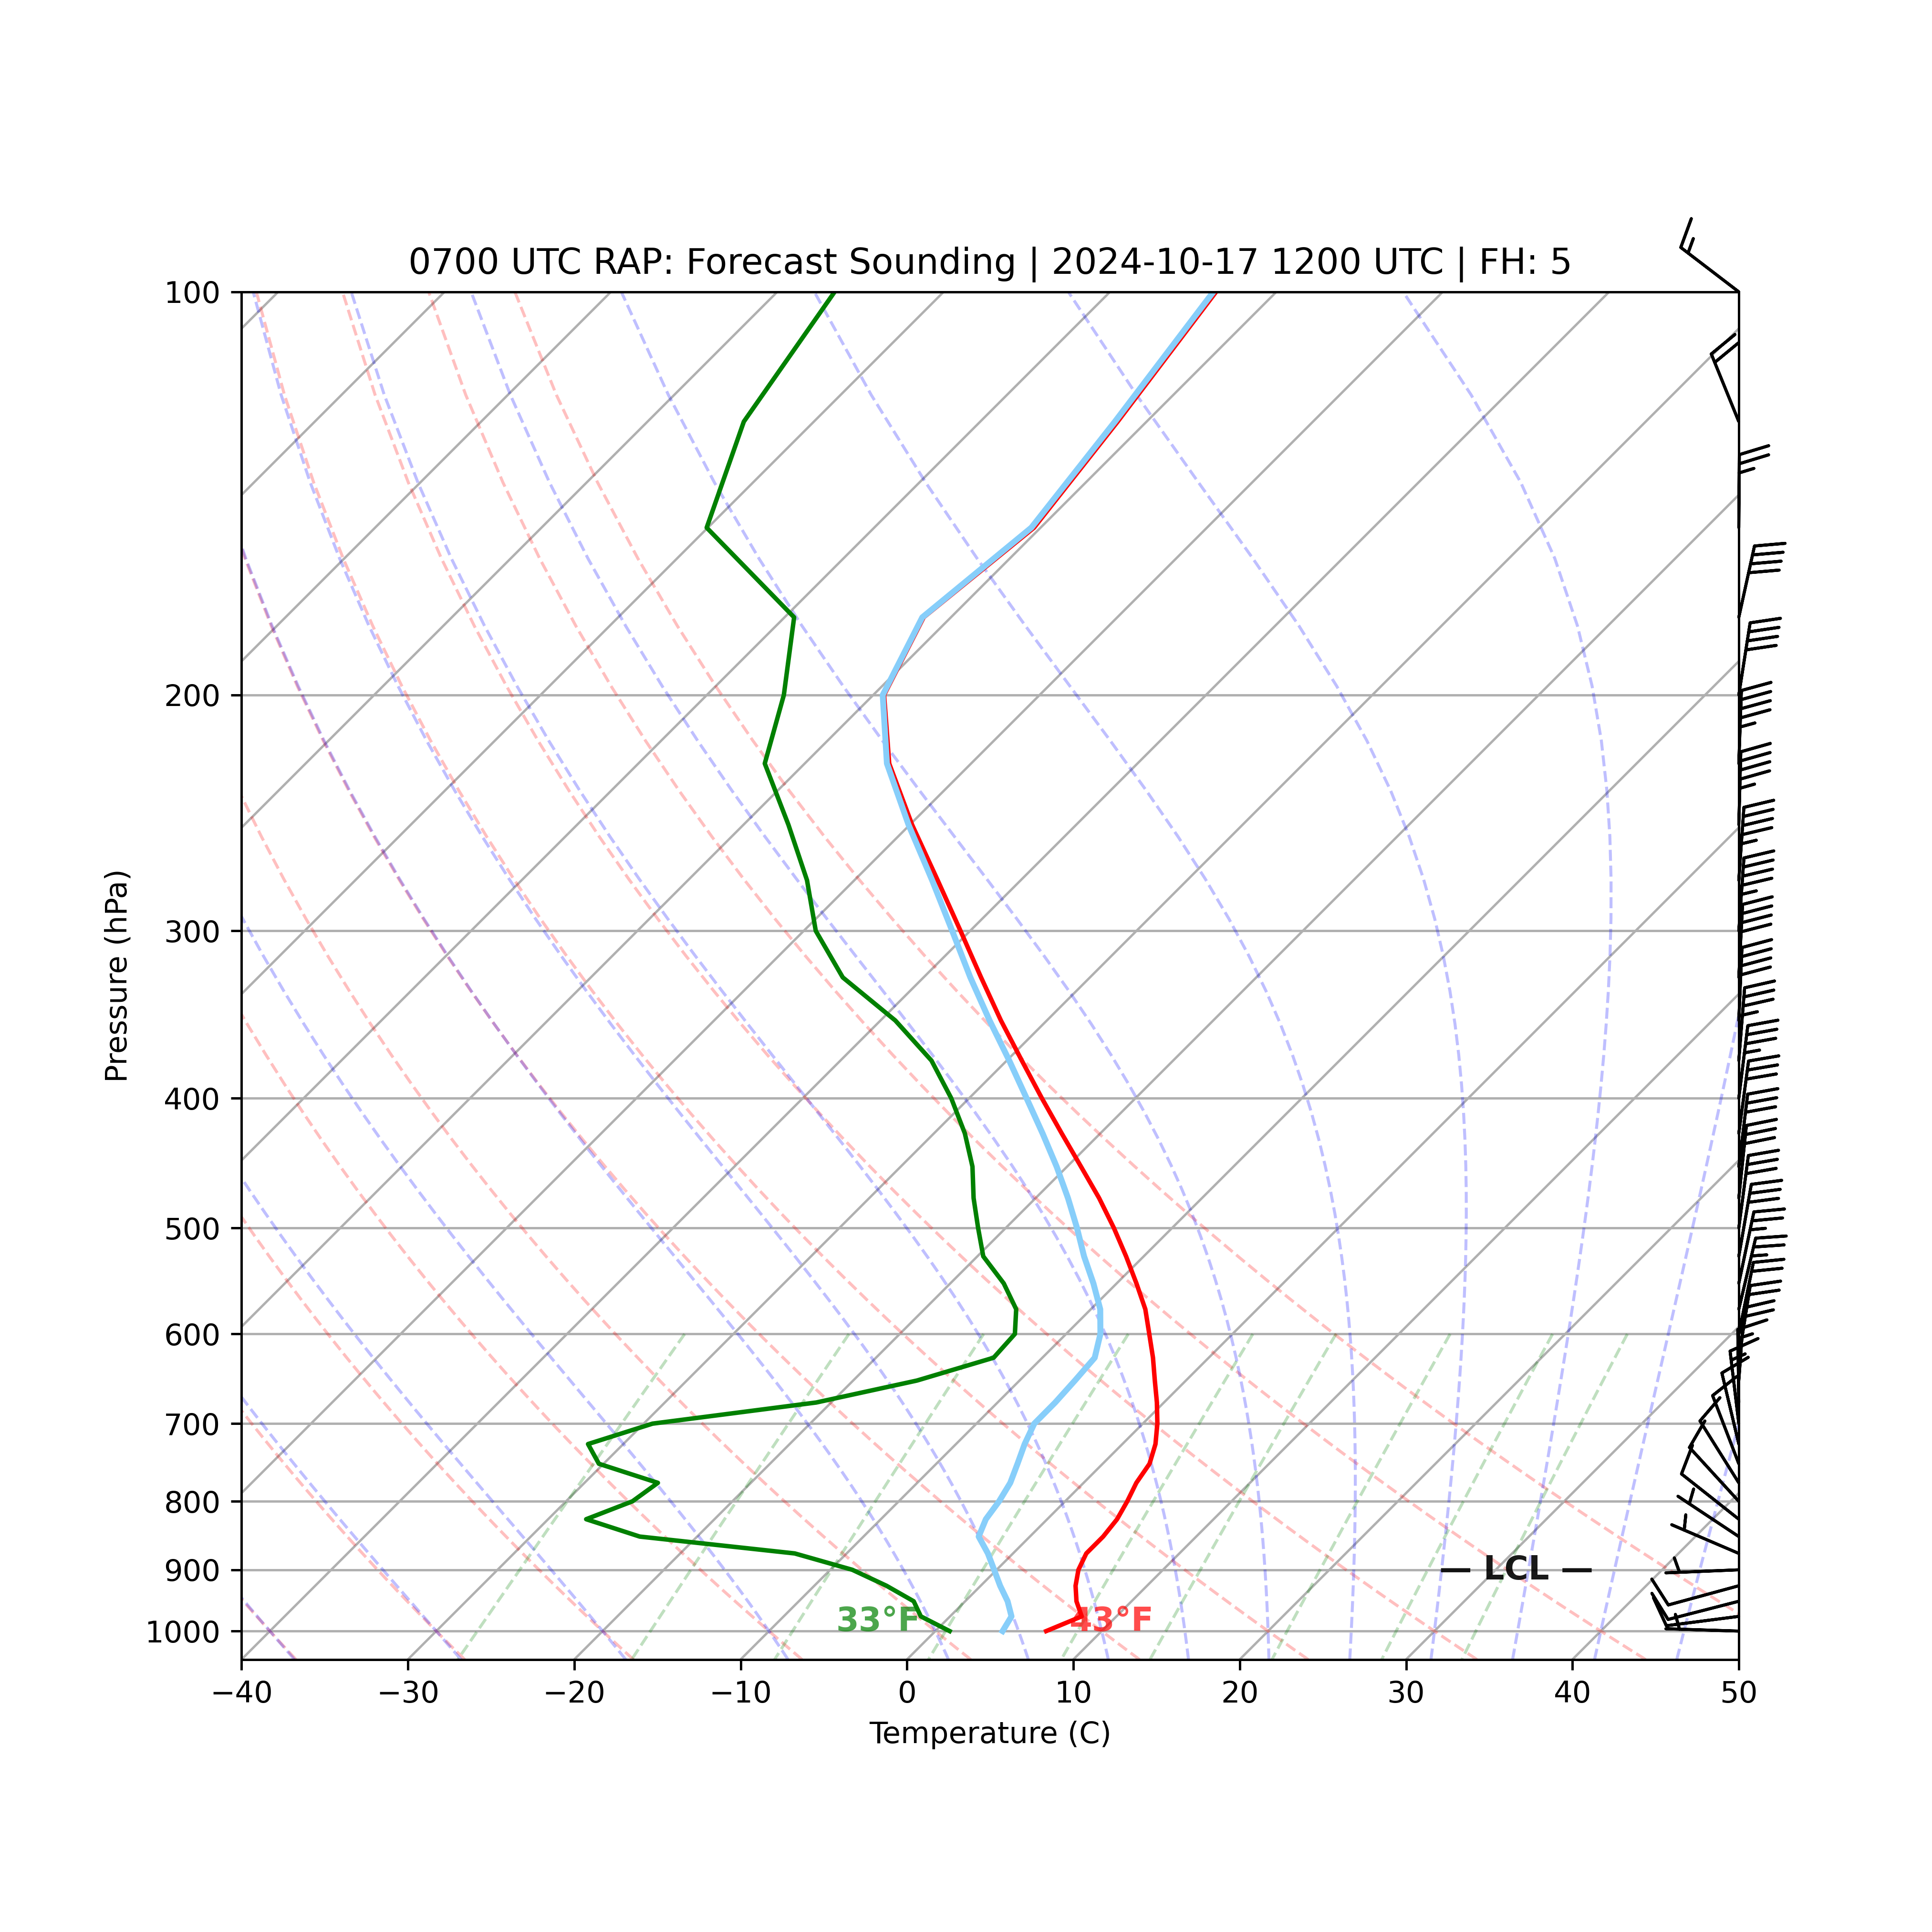 0700 UTC RAP: Forecast Sounding | 2024-10-17 1200 UTC | FH: 5
100
200
300
400
500
600
700
800
900
1000
Pressure (hPa)
— LCL —
33°F
43°F
−40 −30 −20 −10 0 10 20 30 40 50
Temperature (C)